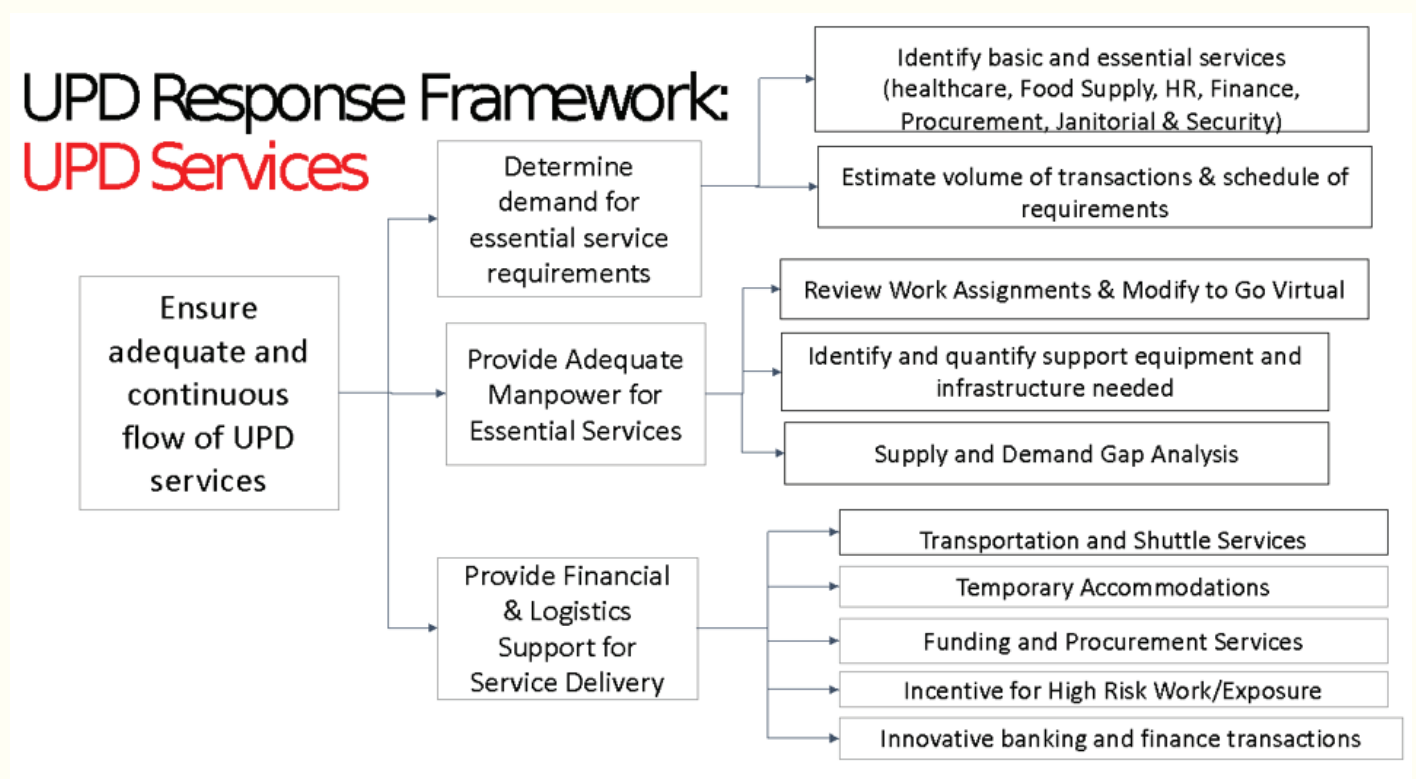 UPD Response Framework:
UPD Services
Ensure
adequate and
continuous
flow of UPD
services
Determine
demand for
essential service
requirements
Identify basic and essential services
(healthcare, Food Supply, HR, Finance,
Procurement, Janitorial & Security)
Estimate volume of transactions & schedule of
requirements
Provide Adequate
Manpower for
Essential Services
Review Work Assignments & Modify to Go Virtual
Identify and quantify support equipment and
infrastructure needed
Supply and Demand Gap Analysis
Provide Financial
& Logistics
Support for
Service Delivery
Transportation and Shuttle Services
Temporary Accommodations
Funding and Procurement Services
Incentive for High Risk Work/Exposure
Innovative banking and finance transactions